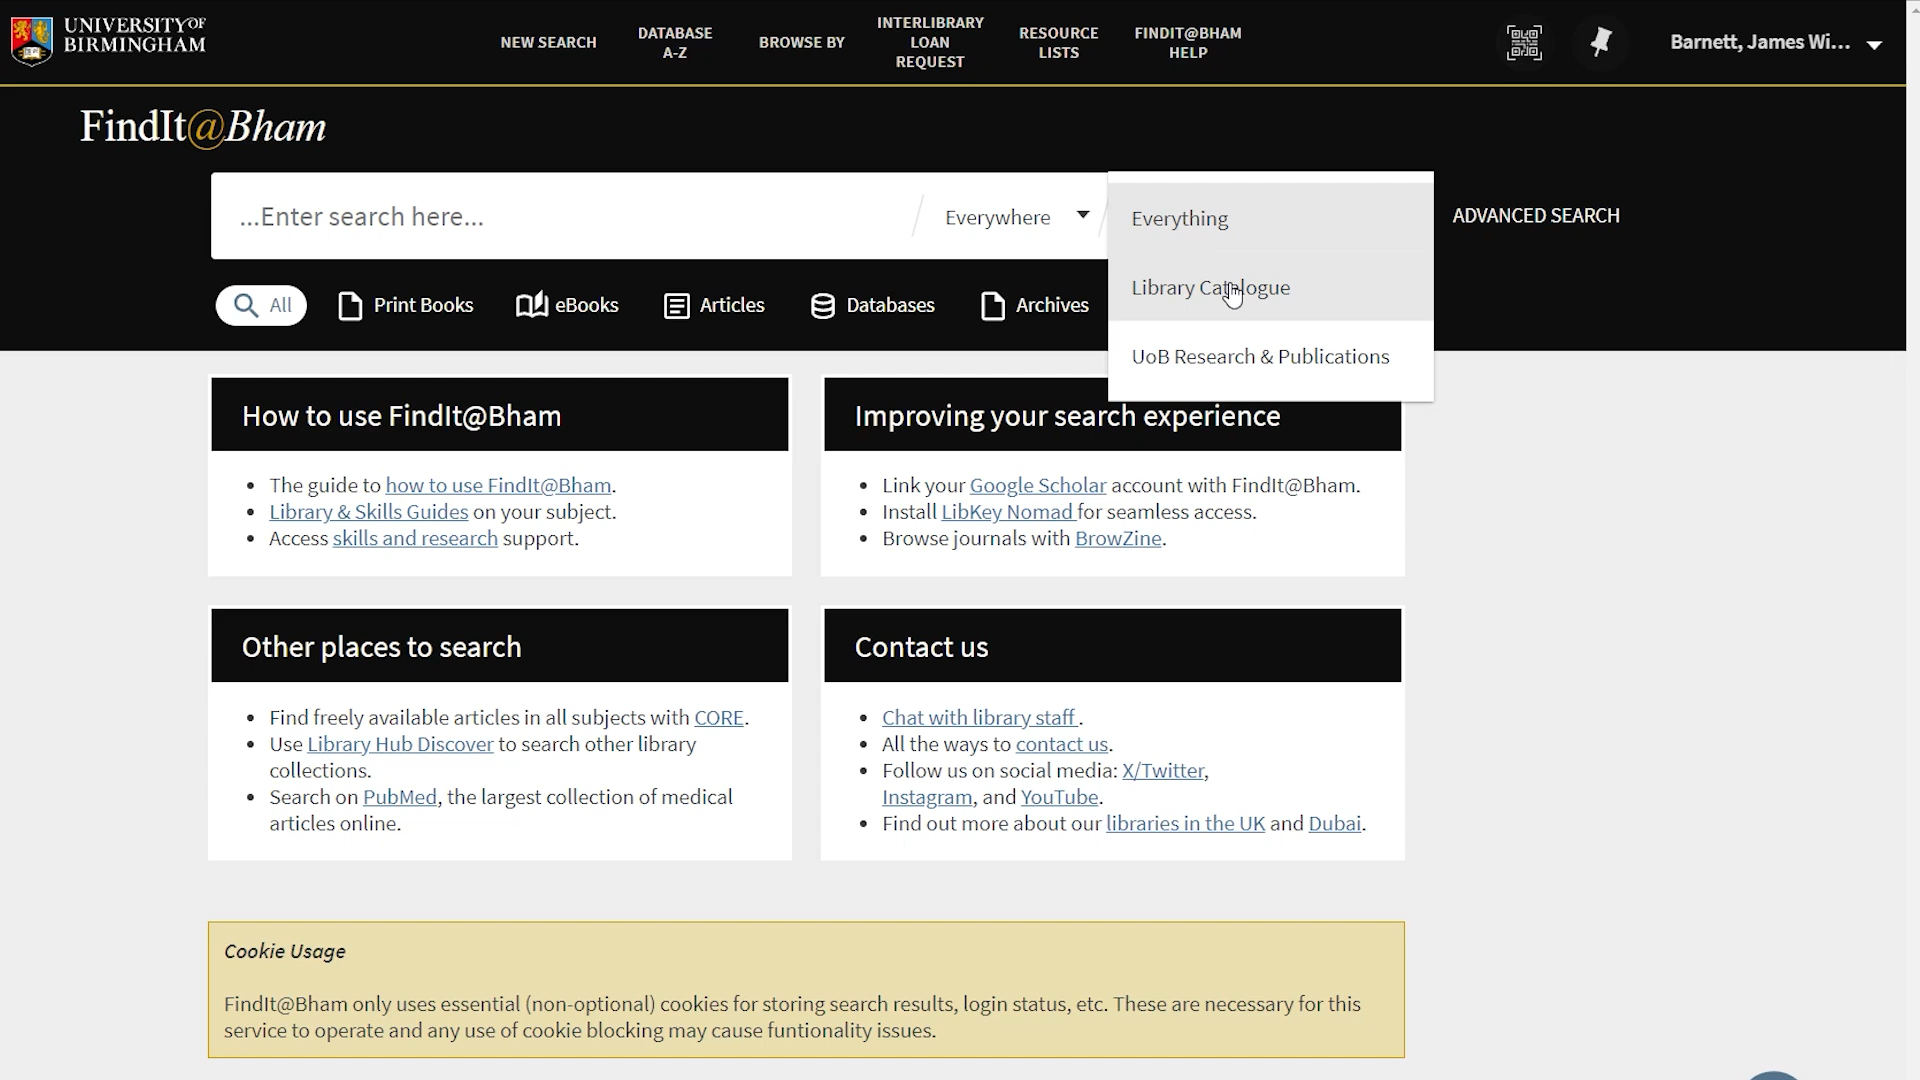 UNIVERSITY OF
BIRMINGHAM
NEW SEARCH
DATABASE
A-Z
BROWSE BY
INTERLIBRARY
LOAN
REQUEST
RESOURCE
LISTS
FINDIT@BHAM
HELP
Barnett, James Wi...
FindIt@Bham
...Enter search here...
Everywhere
Everything
Library Catalogue
UoB Research & Publications
ADVANCED SEARCH
All
Print Books
eBooks
Articles
Databases
Archives
How to use FindIt@Bham
The guide to how to use FindIt@Bham.
Library & Skills Guides on your subject.
Access skills and research support.
Improving your search experience
Link your Google Scholar account with FindIt@Bham.
Install LibKey Nomad for seamless access.
Browse journals with BrowZine.
Other places to search
Find freely available articles in all subjects with CORE.
Use Library Hub Discover to search other library
collections.
Search on PubMed, the largest collection of medical
articles online.
Contact us
Chat with library staff .
All the ways to contact us.
Follow us on social media: X/Twitter,
Instagram, and YouTube.
Find out more about our libraries in the UK and Dubai.
Cookie Usage
FindIt@Bham only uses essential (non-optional) cookies for storing search results, login status, etc. These are necessary for this
service to operate and any use of cookie blocking may cause funtionality issues.